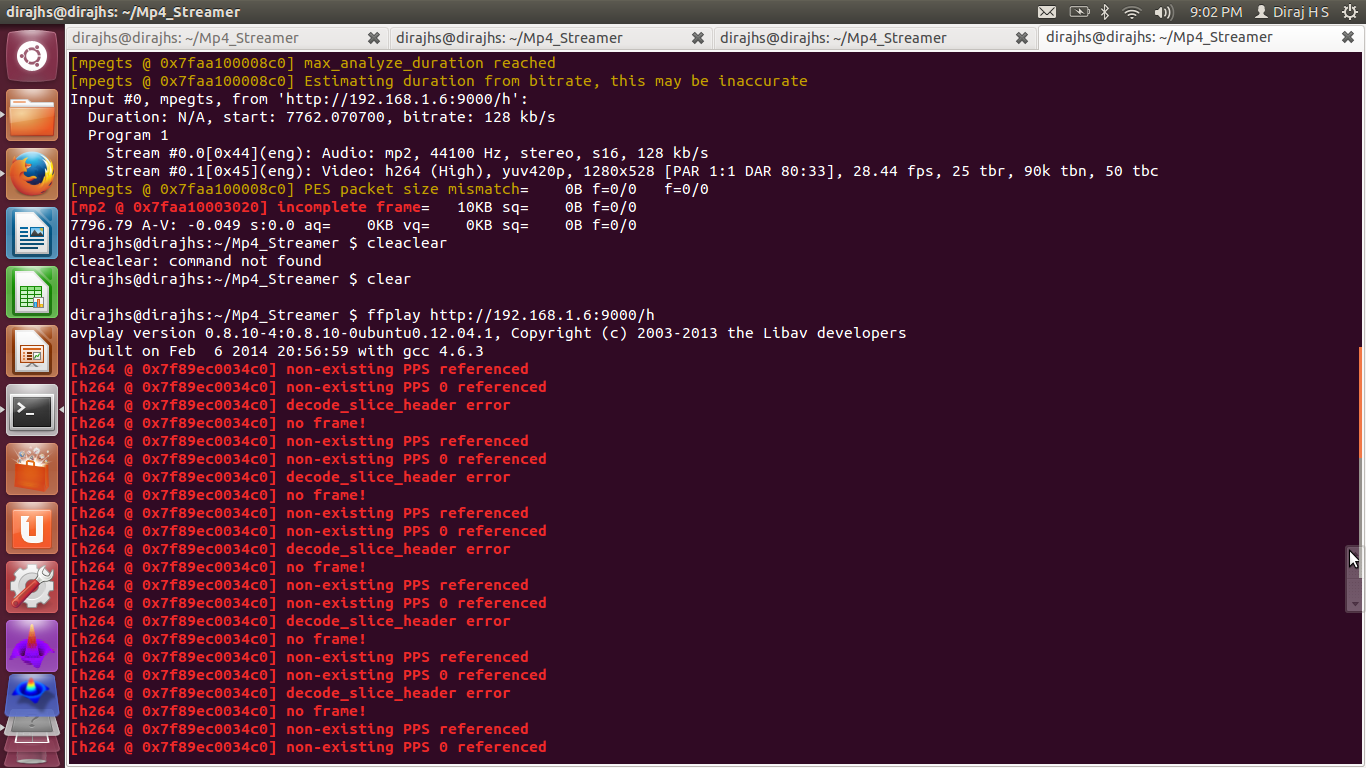 dirajhs@dirajhs: ~/Mp4_Streamer
9:02 PM
Diraj H S
dirajhs@dirajhs: ~/Mp4_Streamer
dirajhs@dirajhs: ~/Mp4_Streamer
dirajhs@dirajhs: ~/Mp4_Streamer
dirajhs@dirajhs: ~/Mp4_Streamer
[mpegts @ 0x7faa100008c0] max_analyze_duration reached
[mpegts @ 0x7faa100008c0] Estimating duration from bitrate, this may be inaccurate
Input #0, mpegts, from 'http://192.168.1.6:9000/h':
  Duration: N/A, start: 7762.070700, bitrate: 128 kb/s
  Program 1
    Stream #0.0[0x44](eng): Audio: mp2, 44100 Hz, stereo, s16, 128 kb/s
    Stream #0.1[0x45](eng): Video: h264 (High), yuv420p, 1280x528 [PAR 1:1 DAR 80:33], 28.44 fps, 25 tbr, 90k tbn, 50 tbc
[mpegts @ 0x7faa100008c0] PES packet size mismatch=    0B f=0/0   f=0/0
[mp2 @ 0x7faa10003020] incomplete frame=   10KB sq=    0B f=0/0
7796.79 A-V: -0.049 s:0.0 aq=    0KB vq=    0KB sq=    0B f=0/0
dirajhs@dirajhs:~/Mp4_Streamer $ cleaclear
cleaclear: command not found
dirajhs@dirajhs:~/Mp4_Streamer $ clear
dirajhs@dirajhs:~/Mp4_Streamer $ ffplay http://192.168.1.6:9000/h
avplay version 0.8.10-4:0.8.10-0ubuntu0.12.04.1, Copyright (c) 2003-2013 the Libav developers
  built on Feb  6 2014 20:56:59 with gcc 4.6.3
[h264 @ 0x7f89ec0034c0] non-existing PPS referenced
[h264 @ 0x7f89ec0034c0] non-existing PPS 0 referenced
[h264 @ 0x7f89ec0034c0] decode_slice_header error
[h264 @ 0x7f89ec0034c0] no frame!
[h264 @ 0x7f89ec0034c0] non-existing PPS referenced
[h264 @ 0x7f89ec0034c0] non-existing PPS 0 referenced
[h264 @ 0x7f89ec0034c0] decode_slice_header error
[h264 @ 0x7f89ec0034c0] no frame!
[h264 @ 0x7f89ec0034c0] non-existing PPS referenced
[h264 @ 0x7f89ec0034c0] non-existing PPS 0 referenced
[h264 @ 0x7f89ec0034c0] decode_slice_header error
[h264 @ 0x7f89ec0034c0] no frame!
[h264 @ 0x7f89ec0034c0] non-existing PPS referenced
[h264 @ 0x7f89ec0034c0] non-existing PPS 0 referenced
[h264 @ 0x7f89ec0034c0] decode_slice_header error
[h264 @ 0x7f89ec0034c0] no frame!
[h264 @ 0x7f89ec0034c0] non-existing PPS referenced
[h264 @ 0x7f89ec0034c0] non-existing PPS 0 referenced
[h264 @ 0x7f89ec0034c0] decode_slice_header error
[h264 @ 0x7f89ec0034c0] no frame!
[h264 @ 0x7f89ec0034c0] non-existing PPS referenced
[h264 @ 0x7f89ec0034c0] non-existing PPS 0 referenced